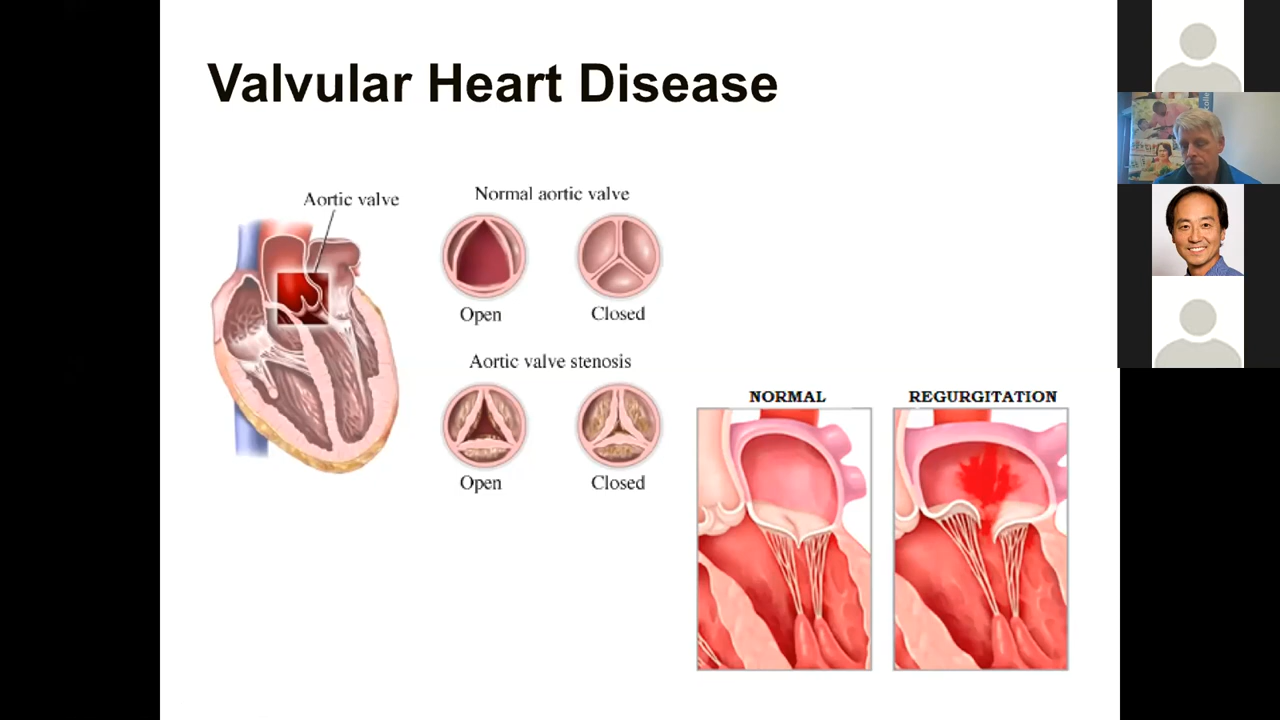 Valvular Heart Disease
Aortic valve
Normal aortic valve
Open
Closed
Aortic valve stenosis
Open
Closed
NORMAL
REGURGITATION